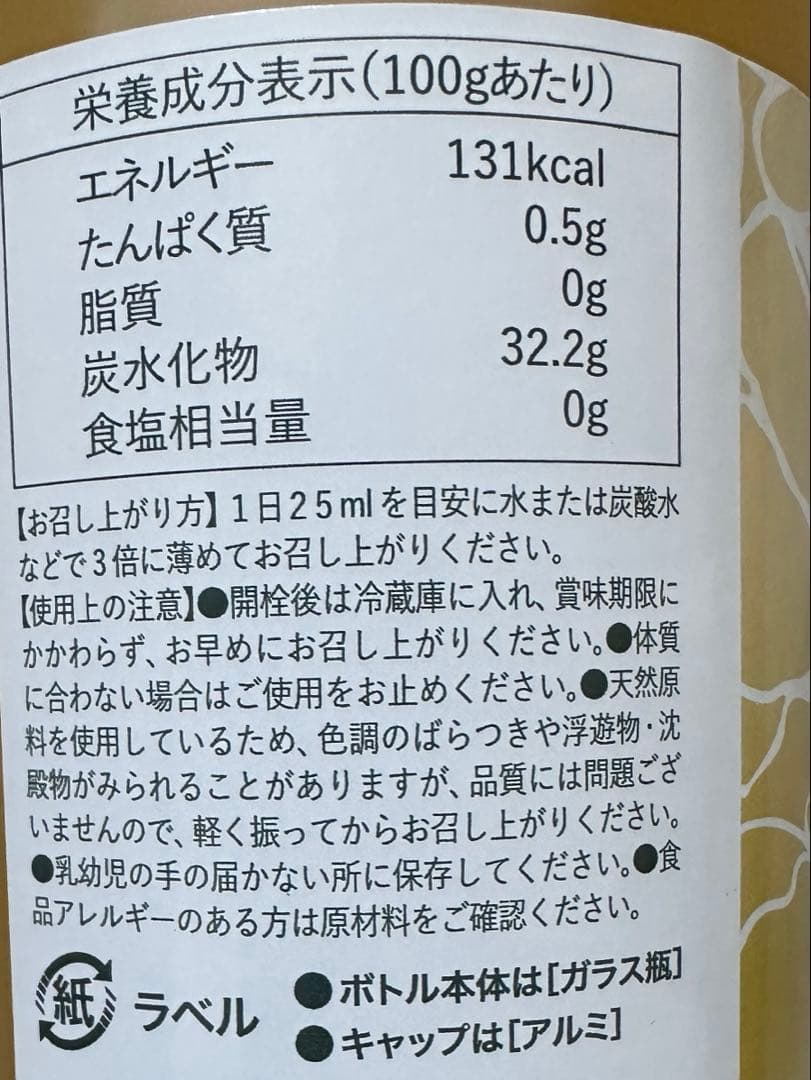 栄養成分表示(100gあたり)
エネルギー 131kcal
たんぱく質 0.5g
脂質 0g
炭水化物 32.2g
食塩相当量 0g
【お召し上がり方】1日25mlを目安に水または炭酸水
などで3倍に薄めてお召し上がりください。
【使用上の注意】●開栓後は冷蔵庫に入れ、賞味期限に
かかわらず、お早めにお召し上がりください。●体質
に合わない場合はご使用をお止めください。●天然原
料を使用しているため、色調のばらつきや浮遊物・沈
殿物がみられることがありますが、品質には問題ござ
いませんので、軽く振ってからお召し上がりください。
●乳幼児の手の届かない所に保存してください。●食
品アレルギーのある方は原材料をご確認ください。
紙 ラベル
●ボトル本体は[ガラス瓶]
●キャップは[アルミ]